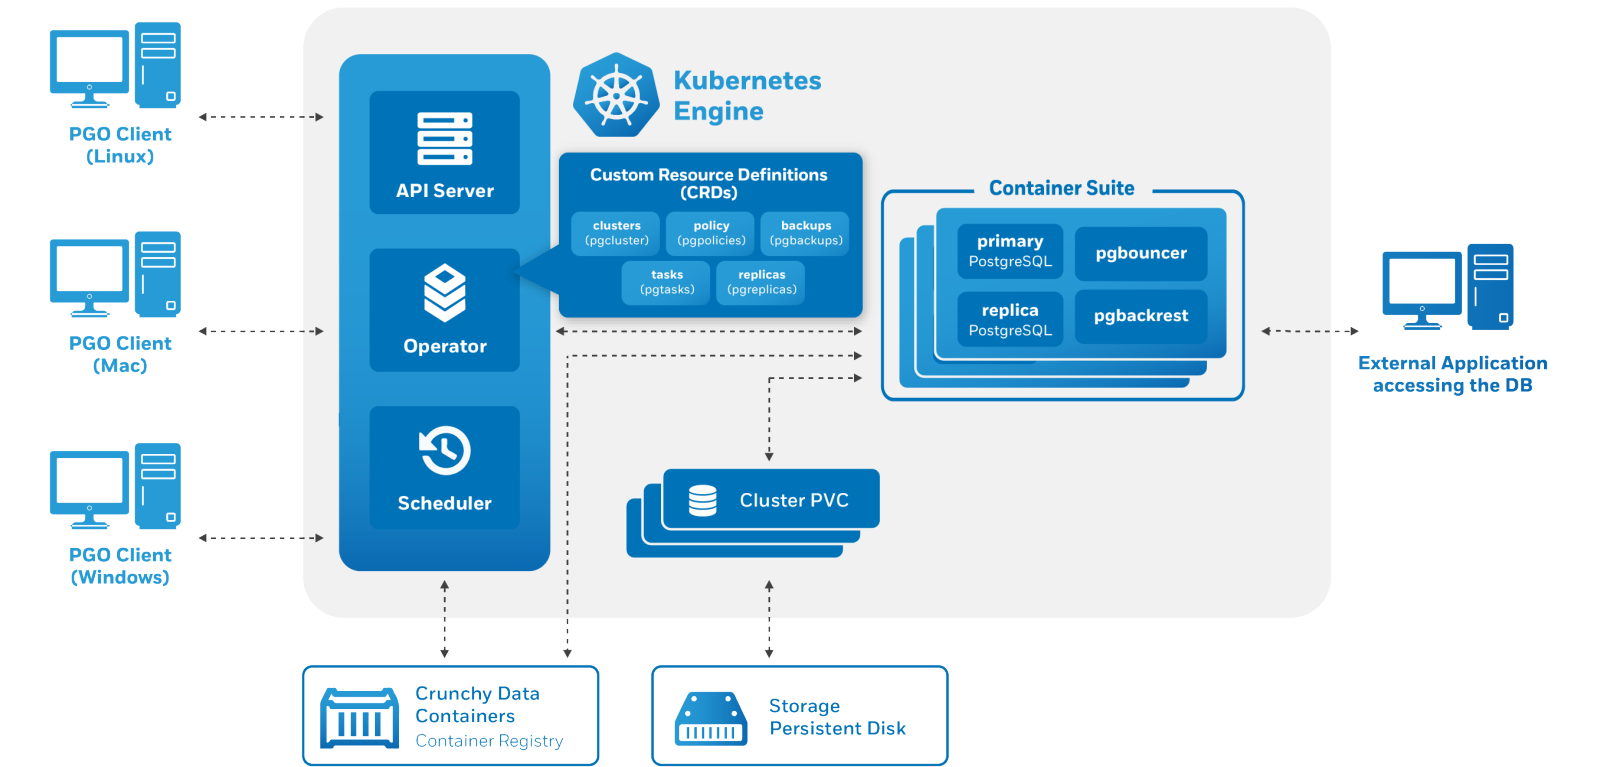 PGO Client
(Linux)
PGO Client
(Mac)
PGO Client
(Windows)
API Server
Operator
Scheduler
Kubernetes
Engine
Custom Resource Definitions
(CRDs)
clusters
(pgcluster)
policy
(pgpolicies)
backups
(pgbackups)
tasks
(pgtasks)
replicas
(pgreplicas)
Container Suite
primary
PostgreSQL
pgbouncer
replica
PostgreSQL
pgbackrest
External Application
accessing the DB
Cluster PVC
Crunchy Data
Containers
Container Registry
Storage
Persistent Disk